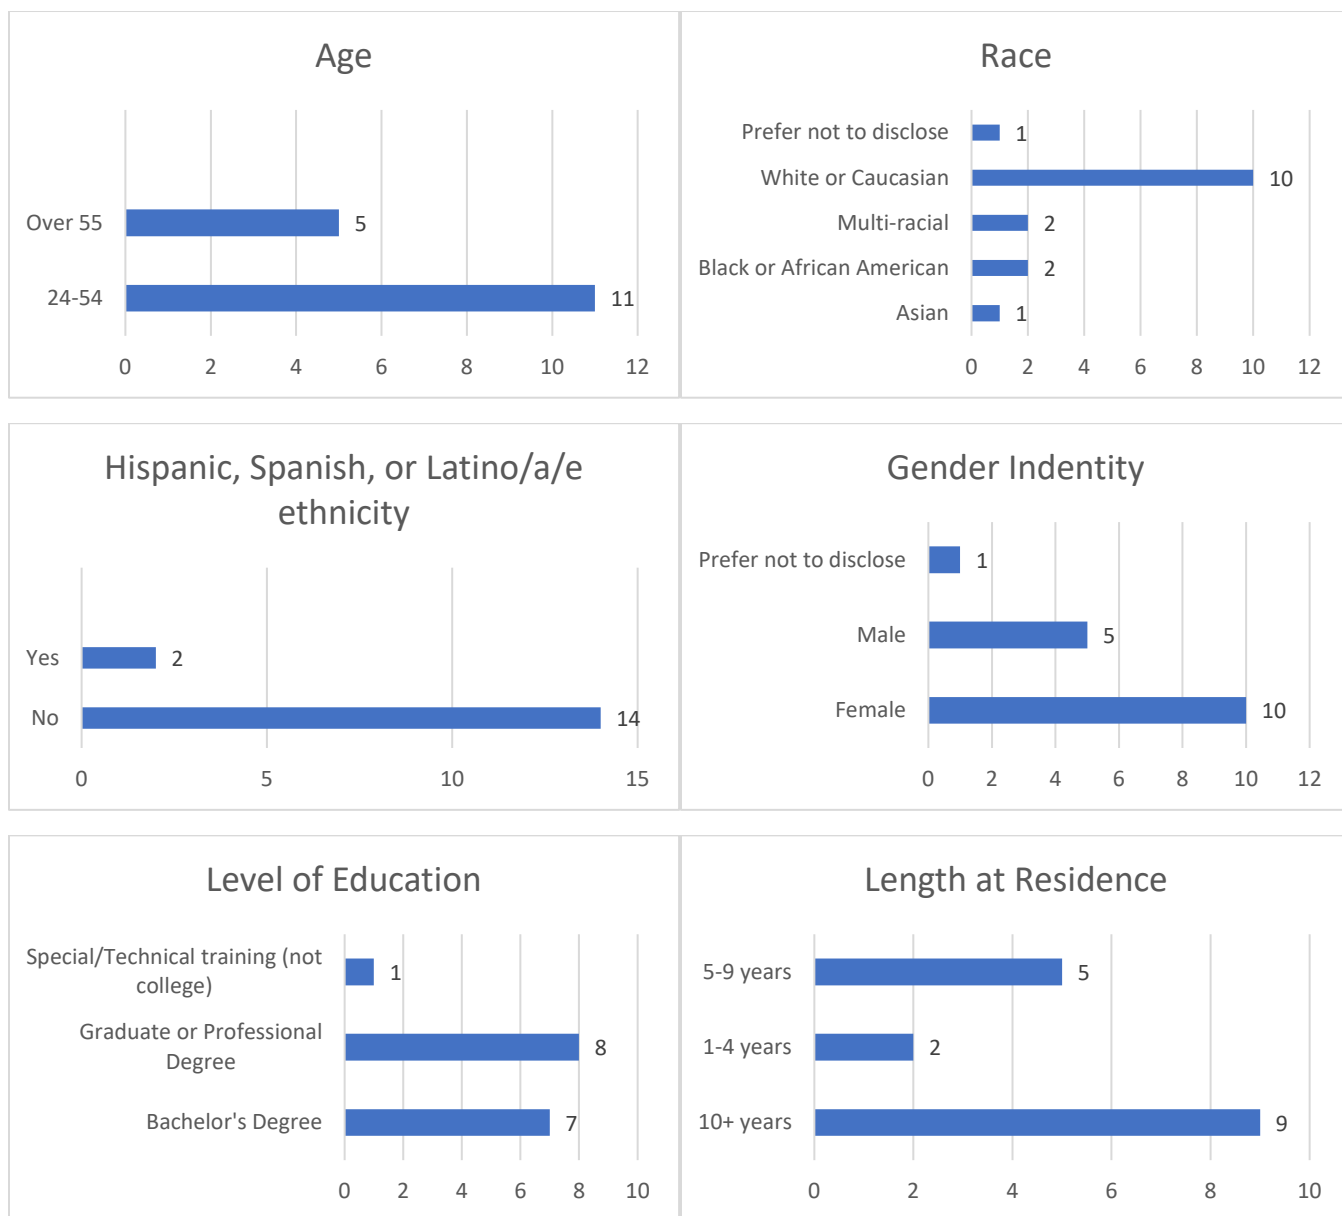 Age
Over 55
5
24-54
11
0 2 4 6 8 10 12
Race
Prefer not to disclose
1
White or Caucasian
10
Multi-racial
2
Black or African American
2
Asian
1
0 2 4 6 8 10 12
Hispanic, Spanish, or Latino/a/e
ethnicity
Yes
2
No
14
0 5 10 15
Gender Indentity
Prefer not to disclose
1
Male
5
Female
10
0 2 4 6 8 10 12
Level of Education
Special/Technical training (not
college)
1
Graduate or Professional
Degree
8
Bachelor's Degree
7
0 2 4 6 8 10
Length at Residence
5-9 years
5
1-4 years
2
10+ years
9
0 2 4 6 8 10